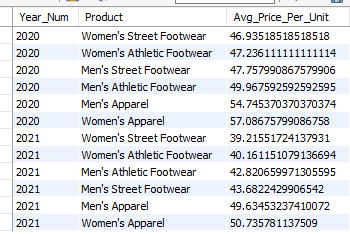 Year_Num Product Avg_Price_Per_Unit
2020 Women's Street Footwear 46.93518518518518
2020 Women's Athletic Footwear 47.236111111111114
2020 Men's Street Footwear 47.757990867579906
2020 Men's Athletic Footwear 49.967592592592595
2020 Men's Apparel 54.745370370370374
2020 Women's Apparel 57.08675799086758
2021 Women's Street Footwear 39.21551724137931
2021 Women's Athletic Footwear 40.161151079136694
2021 Men's Athletic Footwear 42.820659971305595
2021 Men's Street Footwear 43.6822429906542
2021 Men's Apparel 49.63453237410072
2021 Women's Apparel 50.735781137509